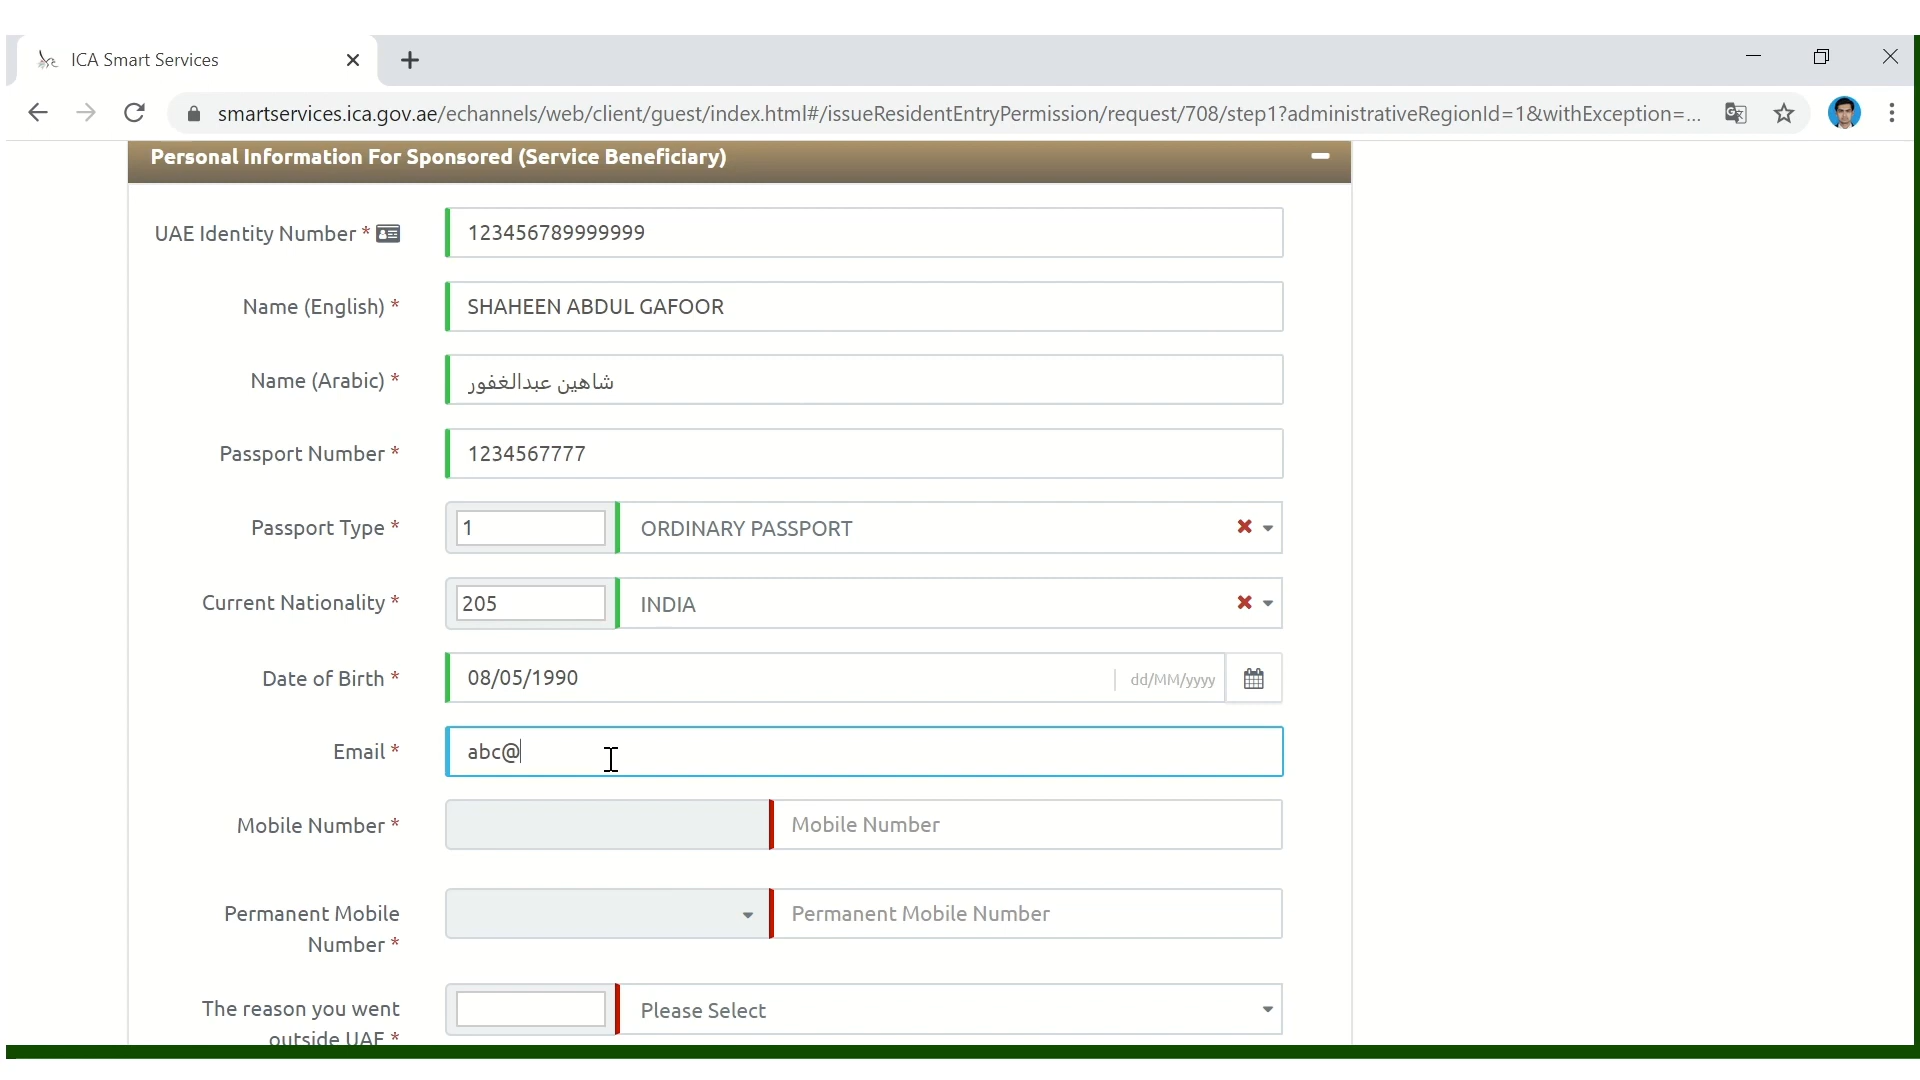 ICA Smart Services
smartservices.ica.gov.ae/echannels/web/client/guest/index.html#/issueResidentEntryPermission/request/708/step1?administrativeRegionId=1&withException=...
Personal Information For Sponsored (Service Beneficiary)
UAE Identity Number * 123456789999999
Name (English) * SHAHEEN ABDUL GAFOOR
Name (Arabic) * شاهين عبدالغفور
Passport Number * 1234567777
Passport Type * 1 ORDINARY PASSPORT
Current Nationality * 205 INDIA
Date of Birth * 08/05/1990 dd/MM/yyyy
Email * abc@
Mobile Number * Mobile Number
Permanent Mobile
Number * Permanent Mobile Number
The reason you went
outside UAE * Please Select